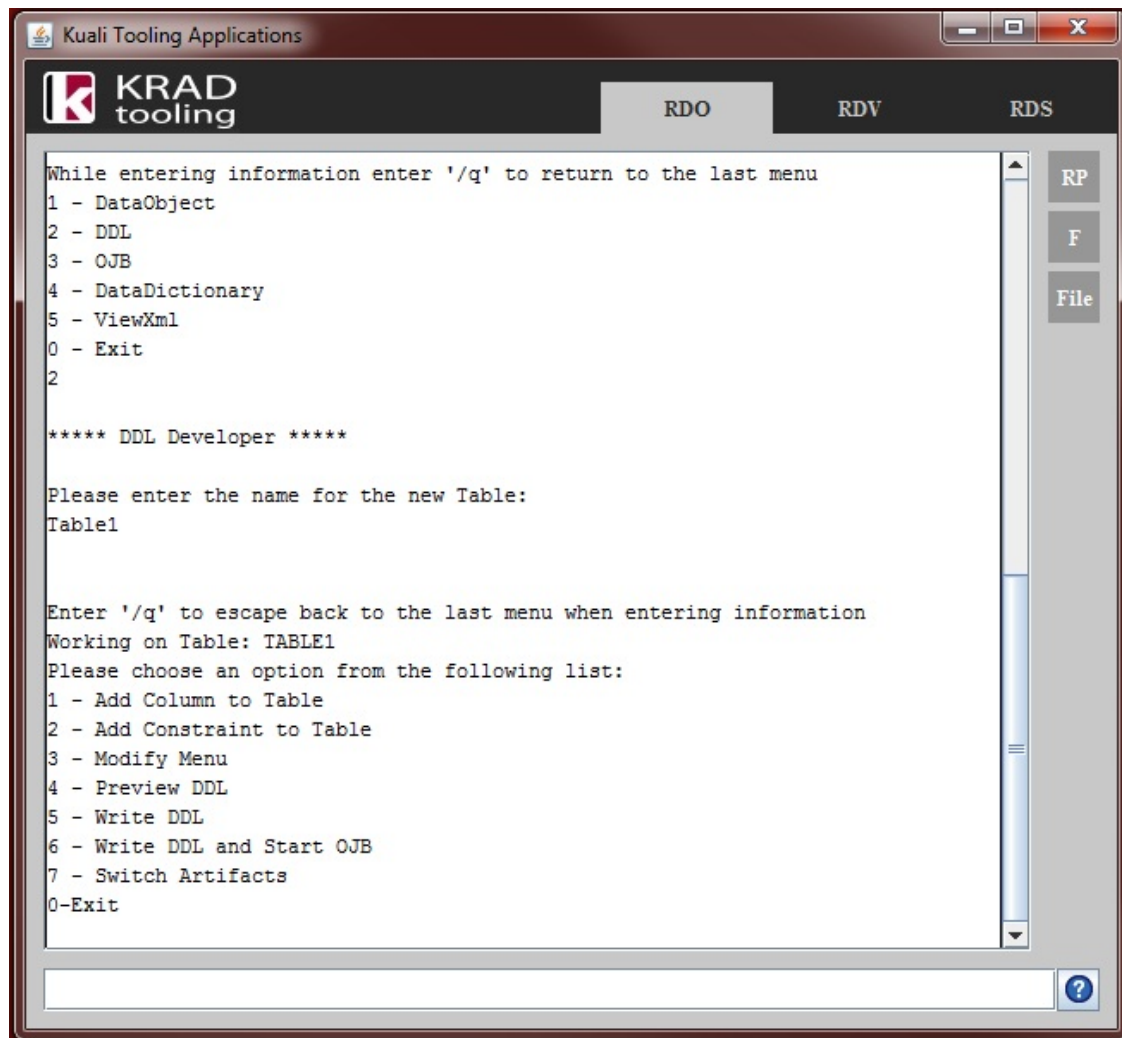 Kuali Tooling Applications
KRAD
tooling
RDO RDV RDS
While entering information enter '/q' to return to the last menu
1 - DataObject
2 - DDL
3 - OJB
4 - DataDictionary
5 - ViewXml
0 - Exit
2
***** DDL Developer *****
Please enter the name for the new Table:
Table1
Enter '/q' to escape back to the last menu when entering information
Working on Table: TABLE1
Please choose an option from the following list:
1 - Add Column to Table
2 - Add Constraint to Table
3 - Modify Menu
4 - Preview DDL
5 - Write DDL
6 - Write DDL and Start OJB
7 - Switch Artifacts
0-Exit
RP
F
File